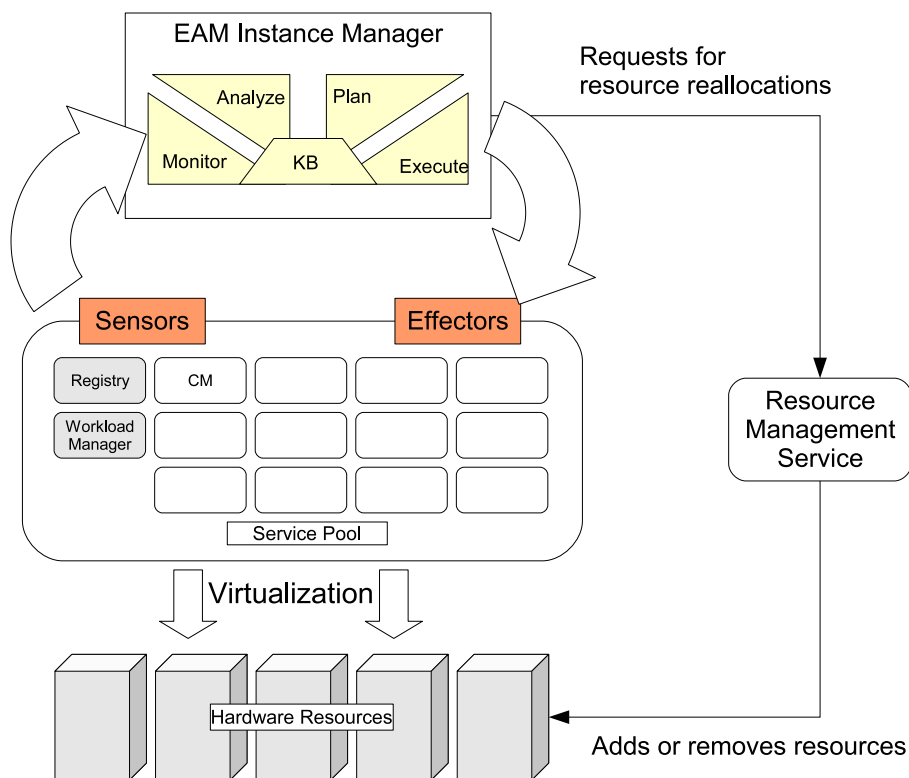 EAM Instance Manager
Requests for
resource reallocations
Analyze
Plan
Monitor
KB
Execute
Sensors
Effectors
Registry
CM
Workload
Manager
Resource
Management
Service
Service Pool
Virtualization
Hardware Resources
Adds or removes resources